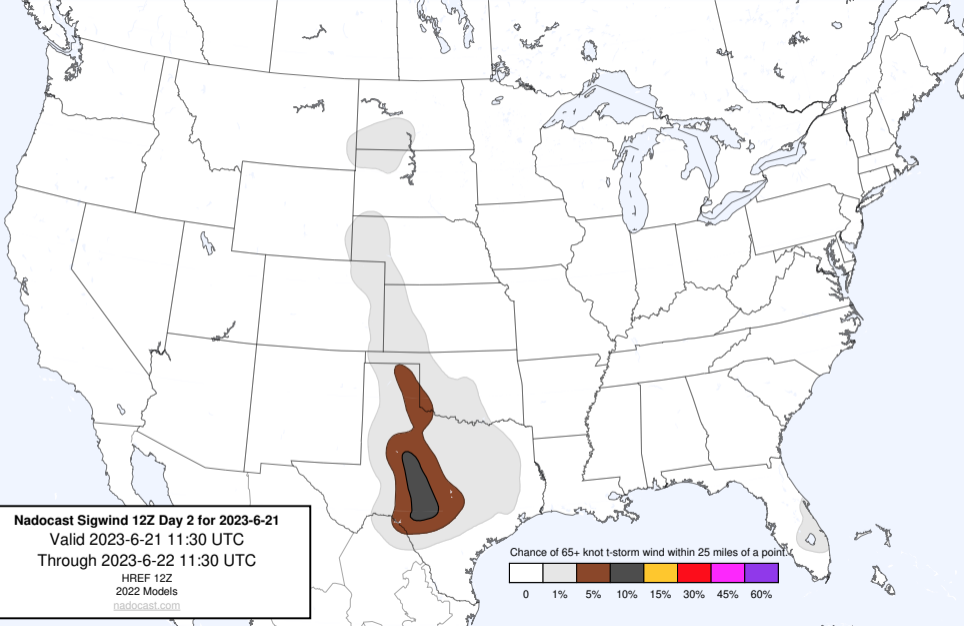 Nadocast Sigwind 12Z Day 2 for 2023-6-21
Valid 2023-6-21 11:30 UTC
Through 2023-6-22 11:30 UTC
HREF 12Z
2022 Models
nadocast.com
Chance of 65+ knot t-storm wind within 25 miles of a point.
0 1% 5% 10% 15% 30% 45% 60%